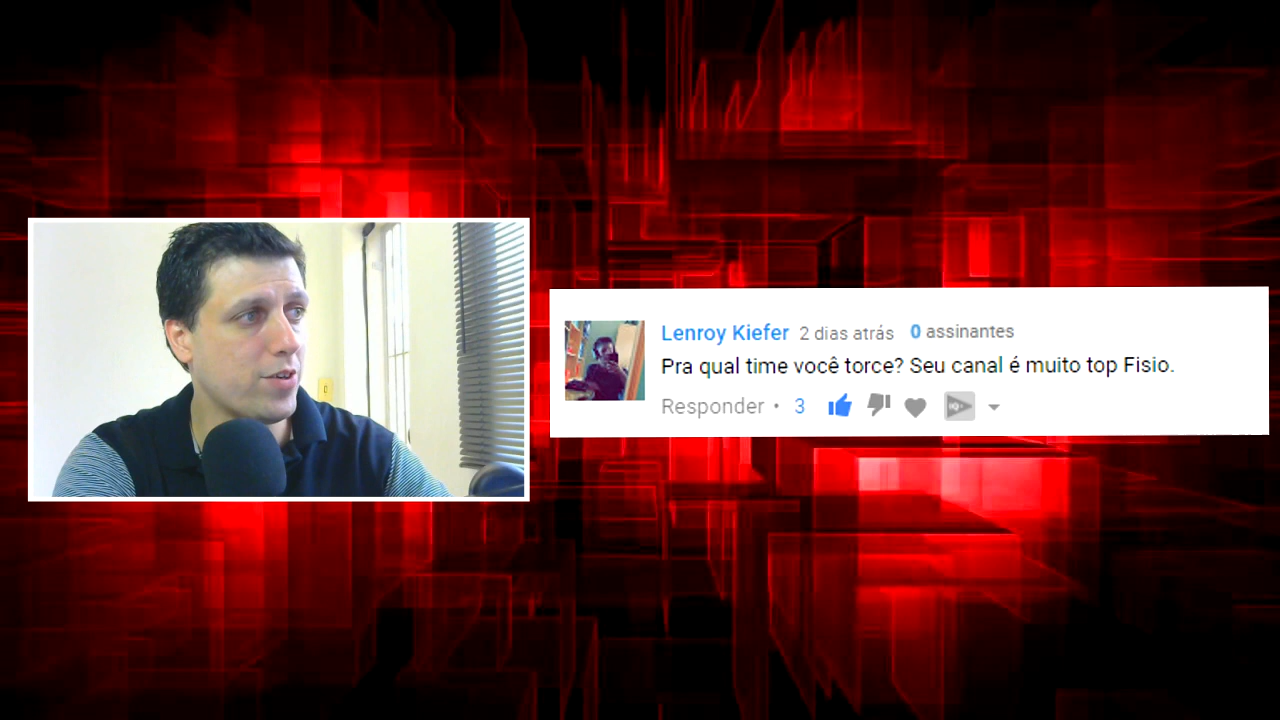 Lenroy Kiefer 2 dias atrás 0 assinantes
Pra qual time você torce? Seu canal é muito top Fisio.
Responder • 3